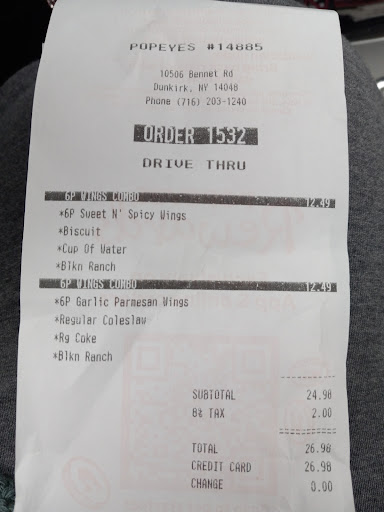 POPEYES #14885
10506 Bennet Rd
Dunkirk, NY 14048
Phone (716) 203-1240
ORDER 1532
DRIVE THRU
6P WINGS COMBO 12.49
*6P Sweet N' Spicy Wings
*Biscuit
*Cup Of Water
*Blkn Ranch
6P WINGS COMBO 12.49
*6P Garlic Parmesan Wings
*Regular Coleslaw
*Rg Coke
*Blkn Ranch
SUBTOTAL 24.98
8% TAX 2.00
TOTAL 26.98
CREDIT CARD 26.98
CHANGE 0.00